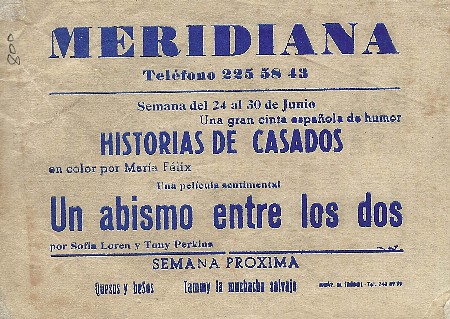 800
MERIDIANA
Teléfono 225 58 43
Semana del 24 al 30 de Junio
Una gran cinta española de humor
HISTORIAS DE CASADOS
en color por María Félix
Una película sentimental
Un abismo entre los dos
por Sofia Loren y Tony Perkins
SEMANA PROXIMA
Quesos y besos Tammy la muchacha salvaje